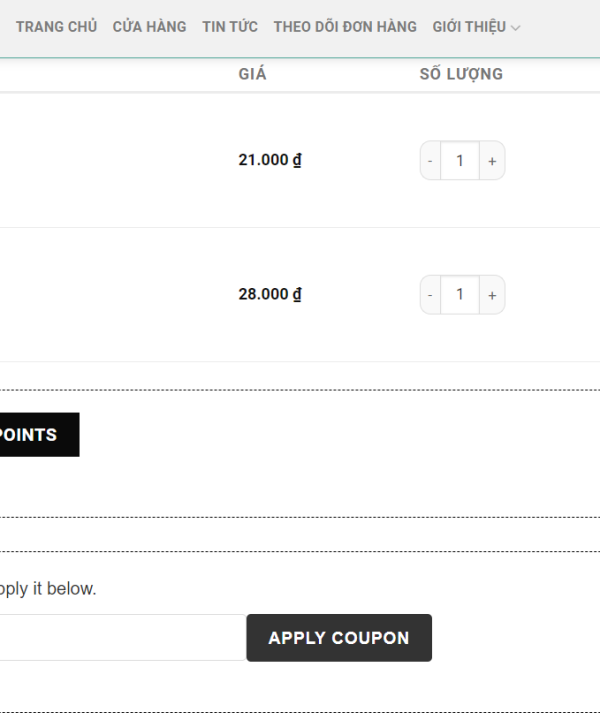 TRANG CHỦ CỬA HÀNG TIN TỨC THEO DÕI ĐƠN HÀNG GIỚI THIỆU
GIÁ SỐ LƯỢNG
21.000 ₫ - 1 +
28.000 ₫ - 1 +
POINTS
pply it below.
APPLY COUPON